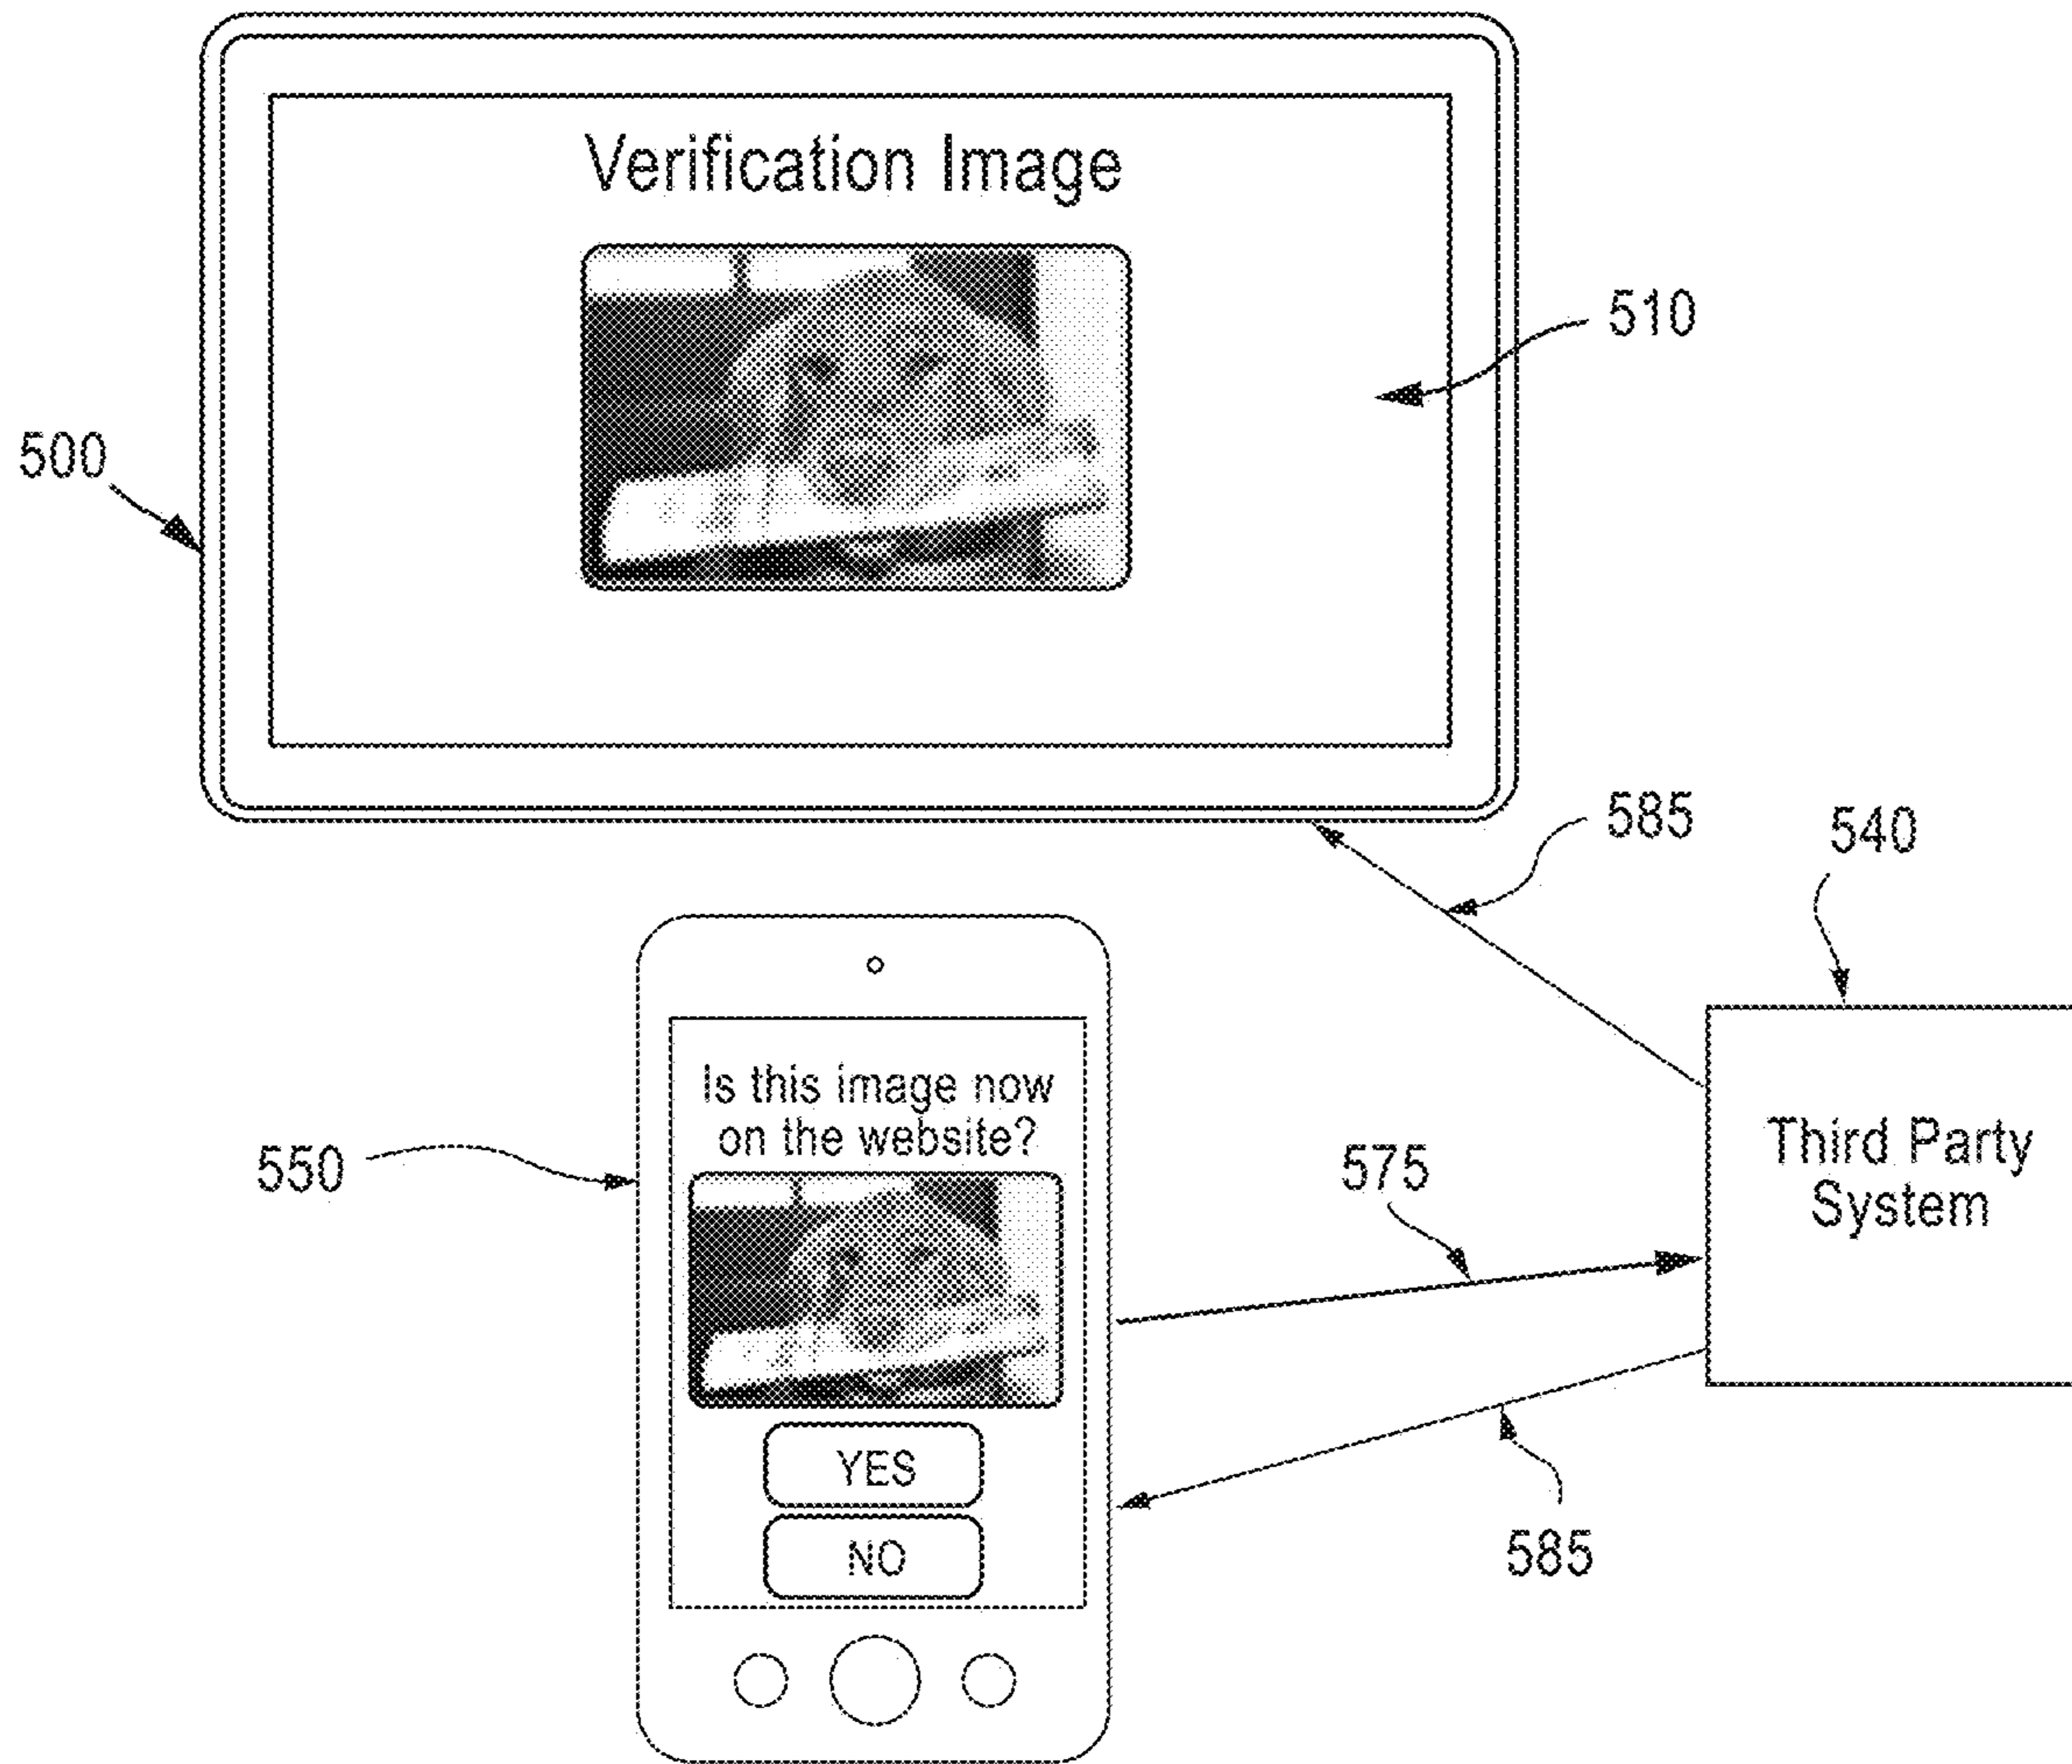 Verification Image
510
500
585
540
Is this image now
on the website?
550
575
Third Party
System
YES
NO
585